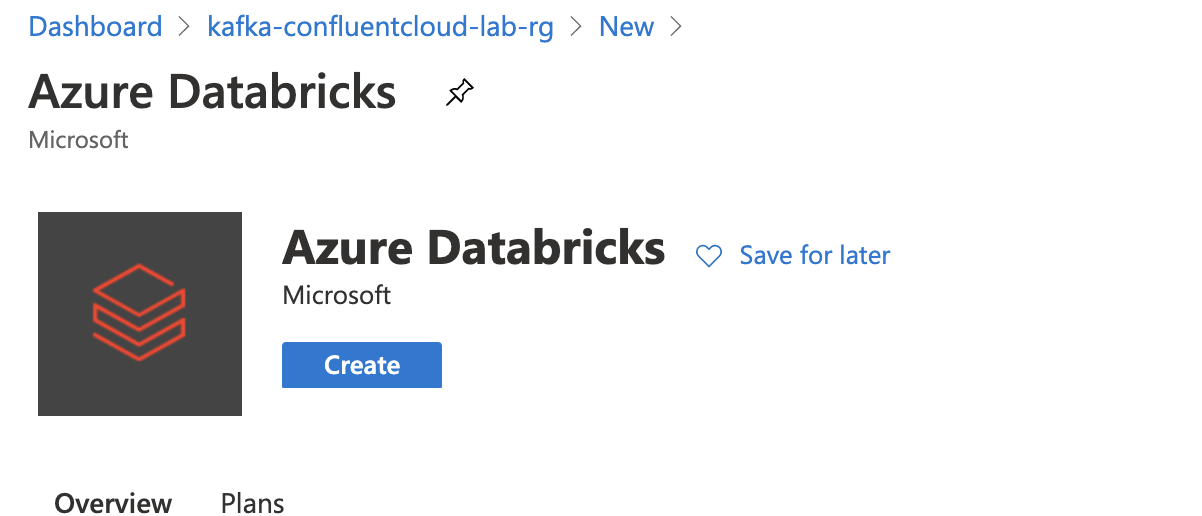 Dashboard > kafka-confluentcloud-lab-rg > New >
Azure Databricks
Microsoft
Azure Databricks
Save for later
Microsoft
Create
Overview Plans